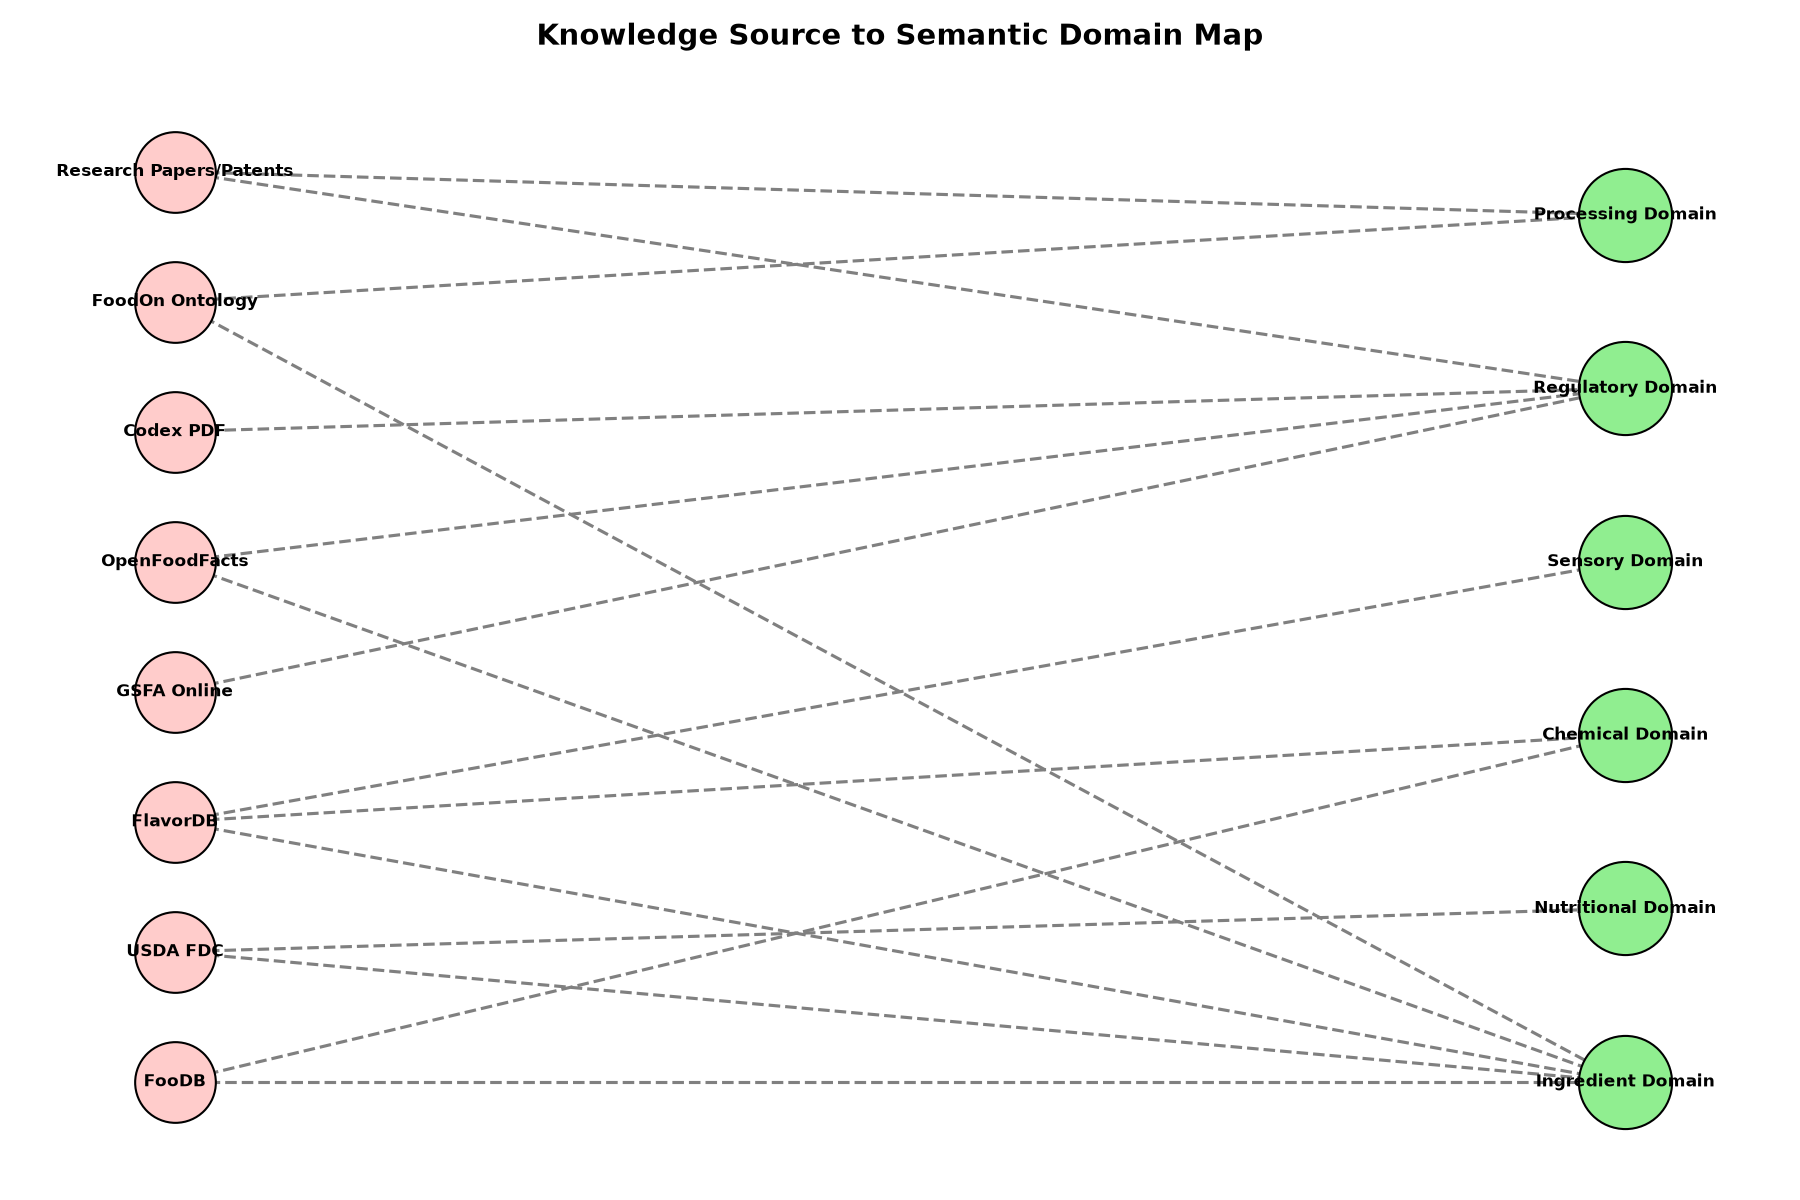 Knowledge Source to Semantic Domain Map
Research Papers/Patents
FoodOn Ontology
Codex PDF
OpenFoodFacts
GSFA Online
FlavorDB
USDA FDC
FooDB
Processing Domain
Regulatory Domain
Sensory Domain
Chemical Domain
Nutritional Domain
Ingredient Domain